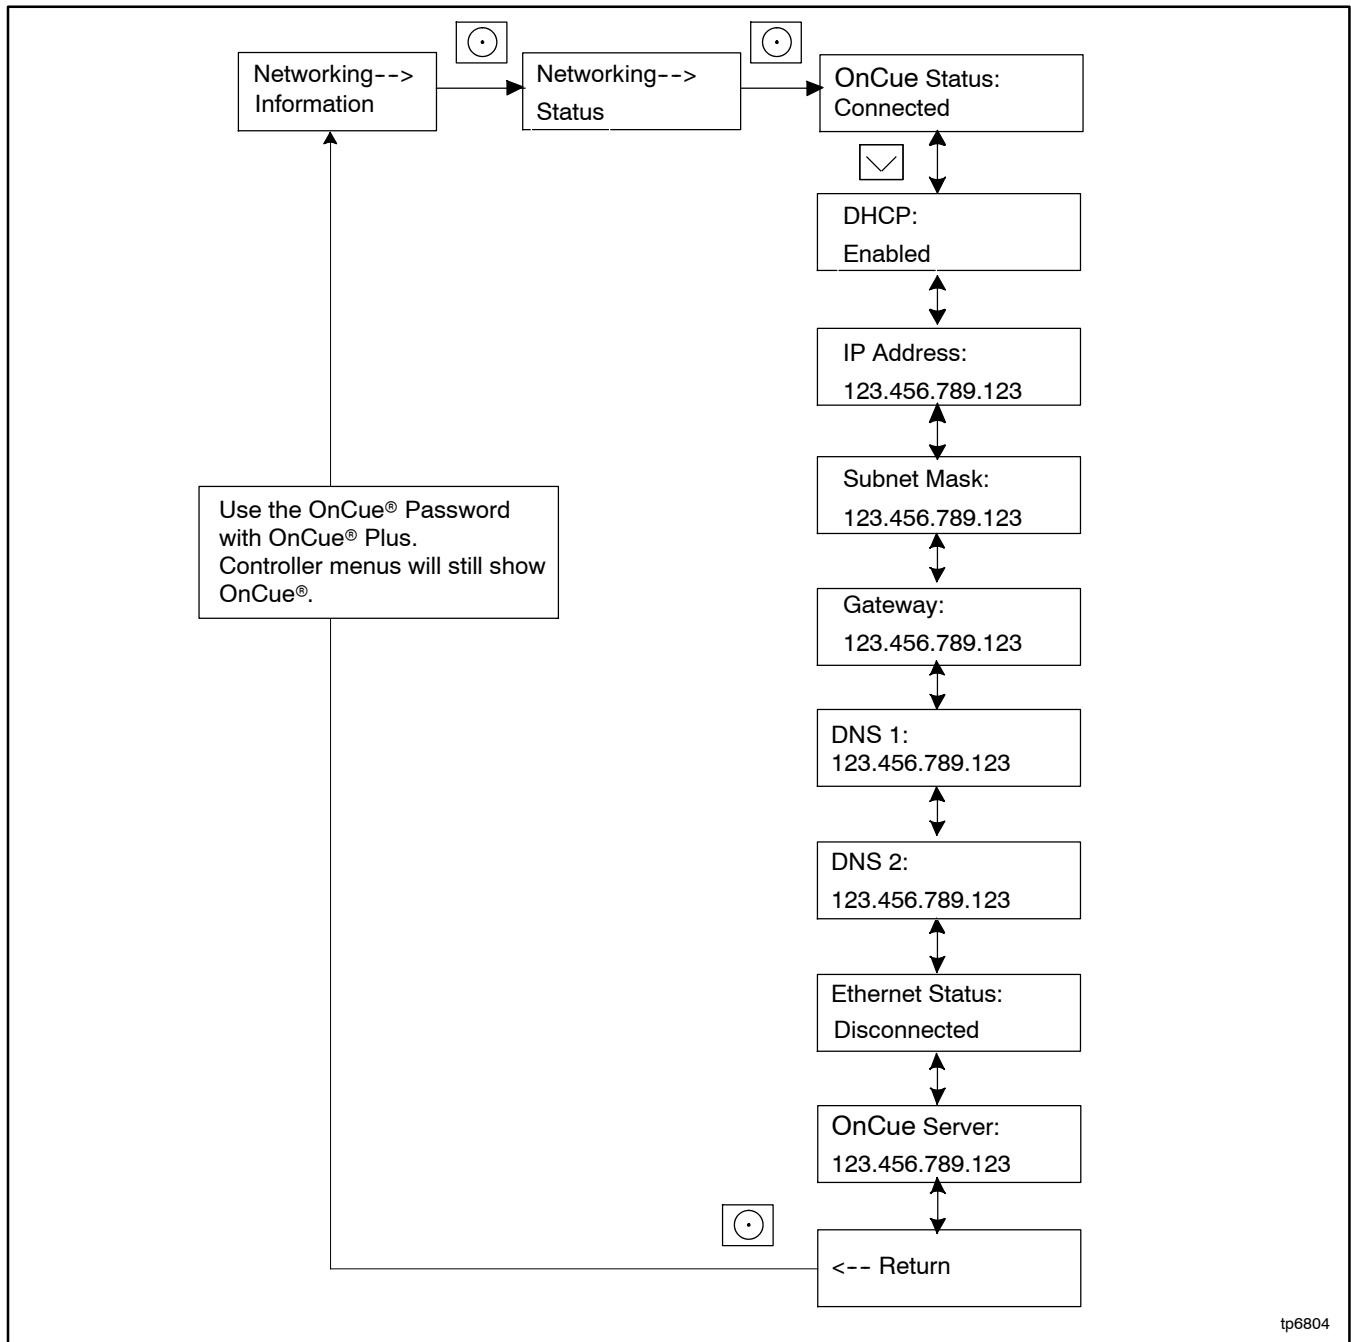 Networking-->
Information
Networking-->
Status
OnCue Status:
Connected
DHCP:
Enabled
IP Address:
123.456.789.123
Subnet Mask:
123.456.789.123
Use the OnCue® Password
with OnCue® Plus.
Controller menus will still show
OnCue®.
Gateway:
123.456.789.123
DNS 1:
123.456.789.123
DNS 2:
123.456.789.123
Ethernet Status:
Disconnected
OnCue Server:
123.456.789.123
<-- Return
tp6804